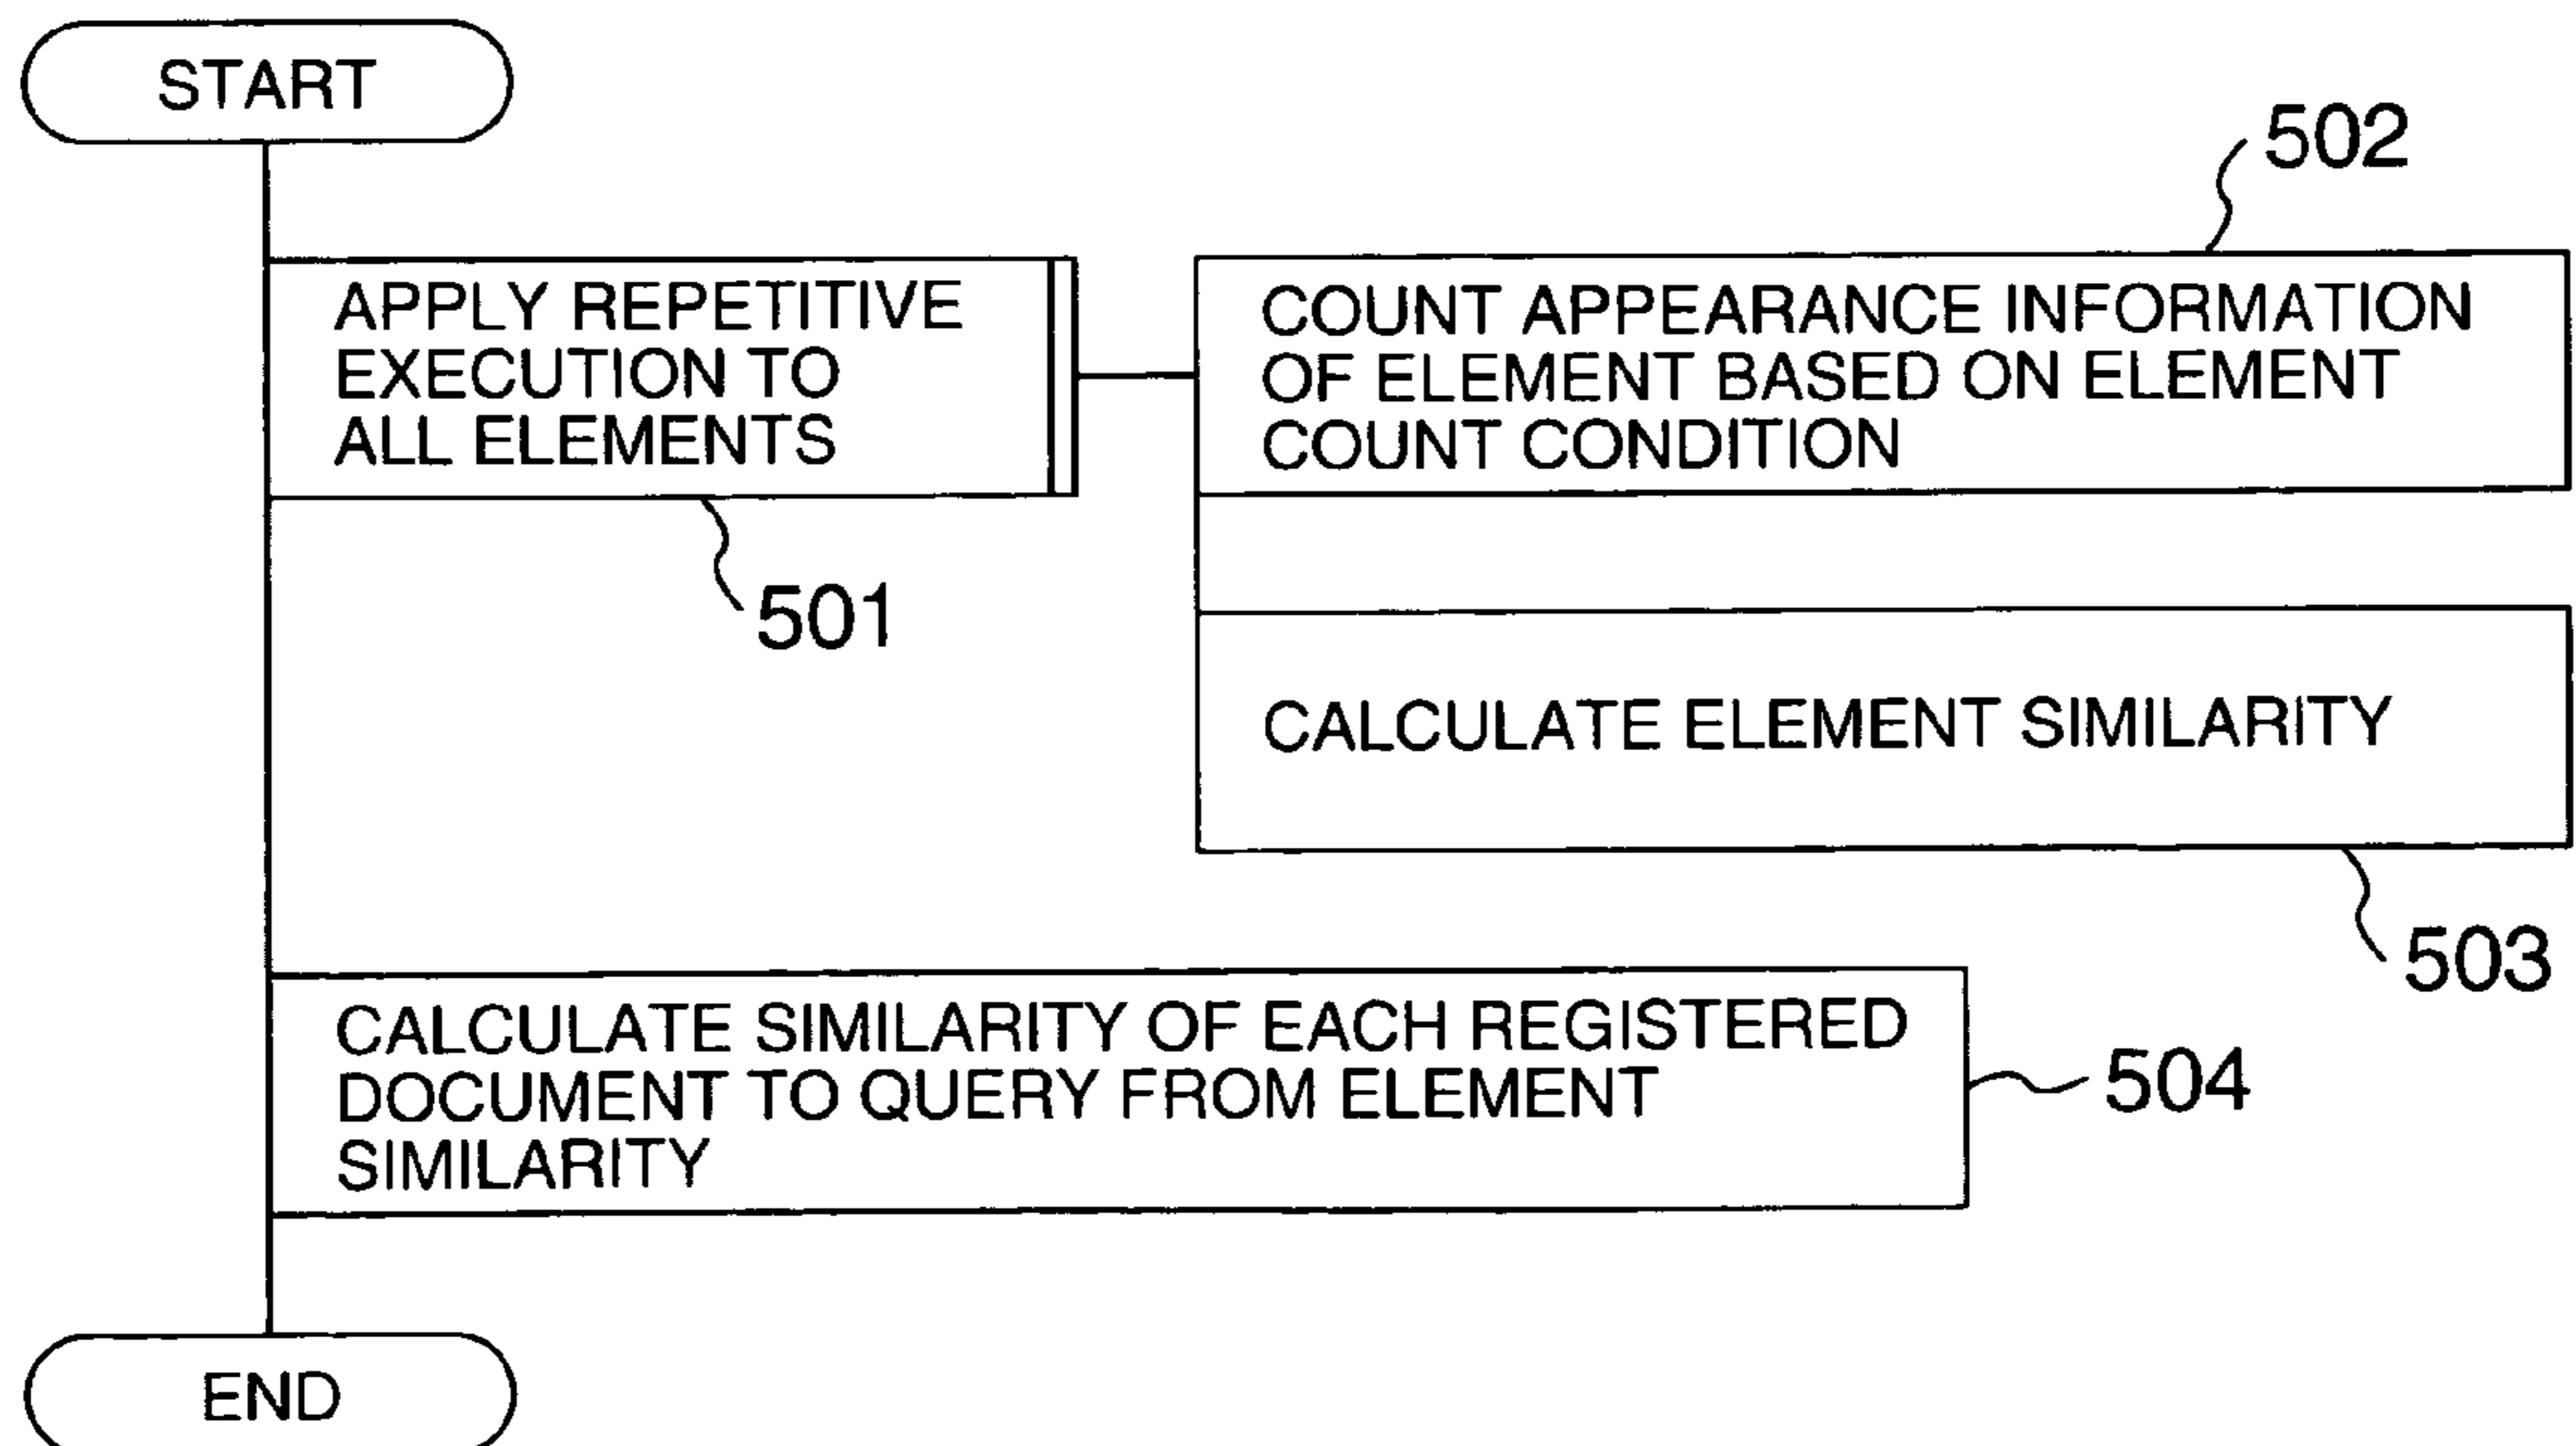 START
502
APPLY REPETITIVE
EXECUTION TO
ALL ELEMENTS
COUNT APPEARANCE INFORMATION
OF ELEMENT BASED ON ELEMENT
COUNT CONDITION
501
CALCULATE ELEMENT SIMILARITY
503
CALCULATE SIMILARITY OF EACH REGISTERED
DOCUMENT TO QUERY FROM ELEMENT
SIMILARITY
504
END